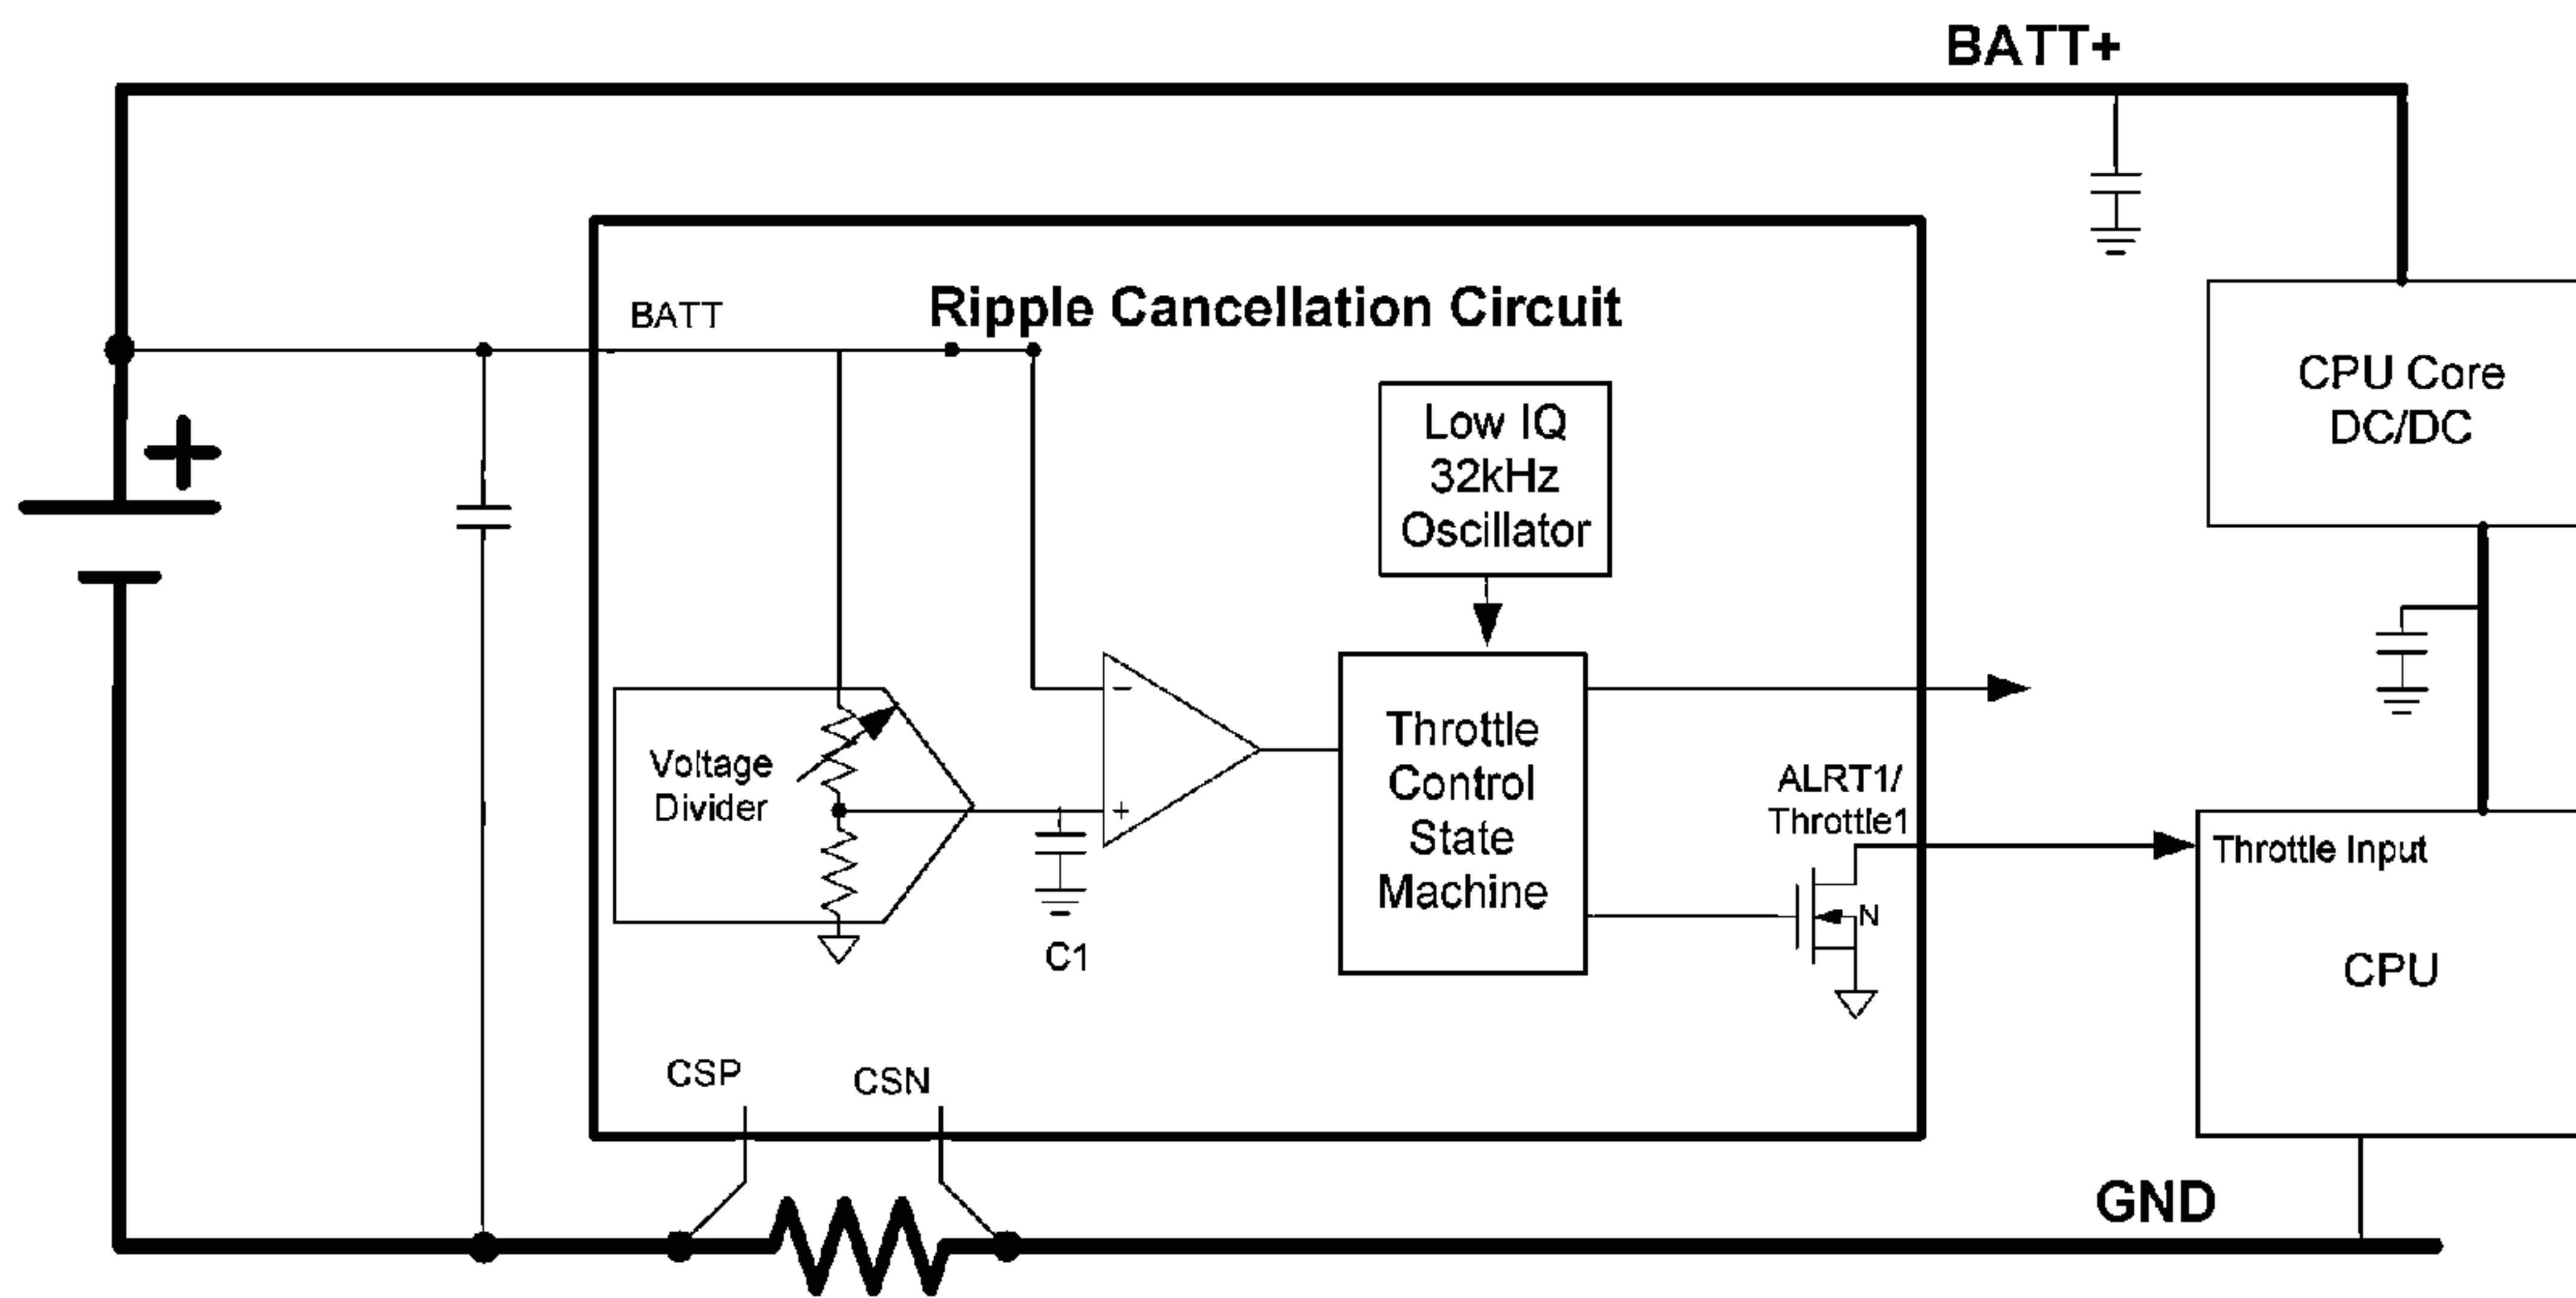 BATT+
BATT
Ripple Cancellation Circuit
Low IQ
32kHz
Oscillator
CPU Core
DC/DC
+
Voltage
Divider
−
+
C1
Throttle
Control
State
Machine
ALRT1/
Throttle1
N
Throttle Input
CPU
CSP
CSN
GND